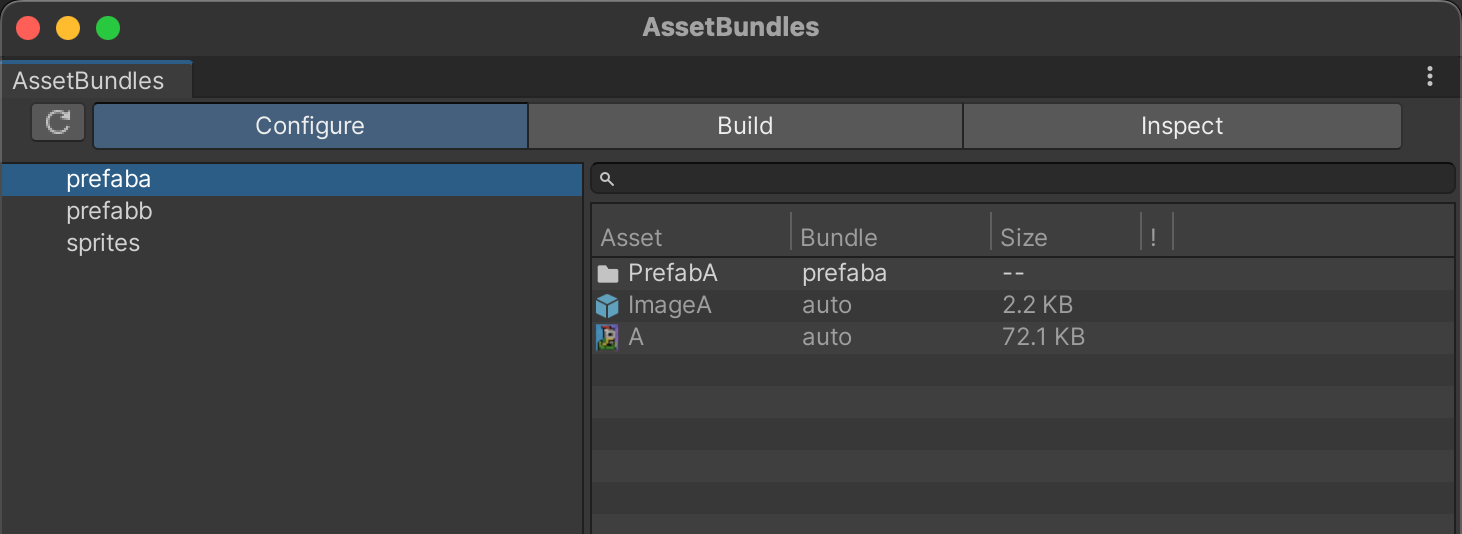 AssetBundles
AssetBundles
Configure Build Inspect
prefaba
prefabb
sprites
Asset Bundle Size !
PrefabA prefaba --
ImageA auto 2.2 KB
A auto 72.1 KB